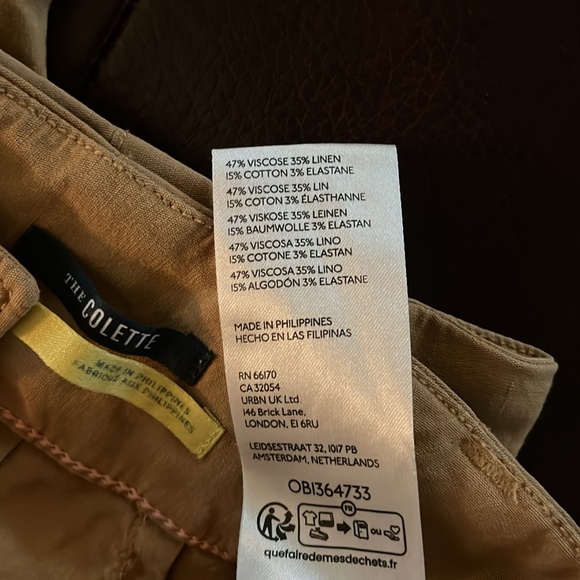 47% VISCOSE 35% LINEN
15% COTTON 3% ELASTANE
47% VISCOSE 35% LIN
15% COTON 3% ÉLASTHANNE
47% VISKOSE 35% LEINEN
15% BAUMWOLLE 3% ELASTAN
47% VISCOSA 35% LINO
15% COTONE 3% ELASTAN
47% VISCOSA 35% LINO
15% ALGODÓN 3% ELASTANE
MADE IN PHILIPPINES
HECHO EN LAS FILIPINAS
RN 66170
CA 32054
URBN UK Ltd.
146 Brick Lane,
LONDON, E1 6RU
LEIDSESTRAAT 32, 1017 PB
AMSTERDAM, NETHERLANDS
OB1364733
FR
OU
quefairedemesdechets.fr
THE
COLETTE
MADE IN PHILIPPINES
FABRIQUÉ AUX PHILIPPINES